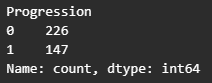 Progression
0    226
1    147
Name: count, dtype: int64